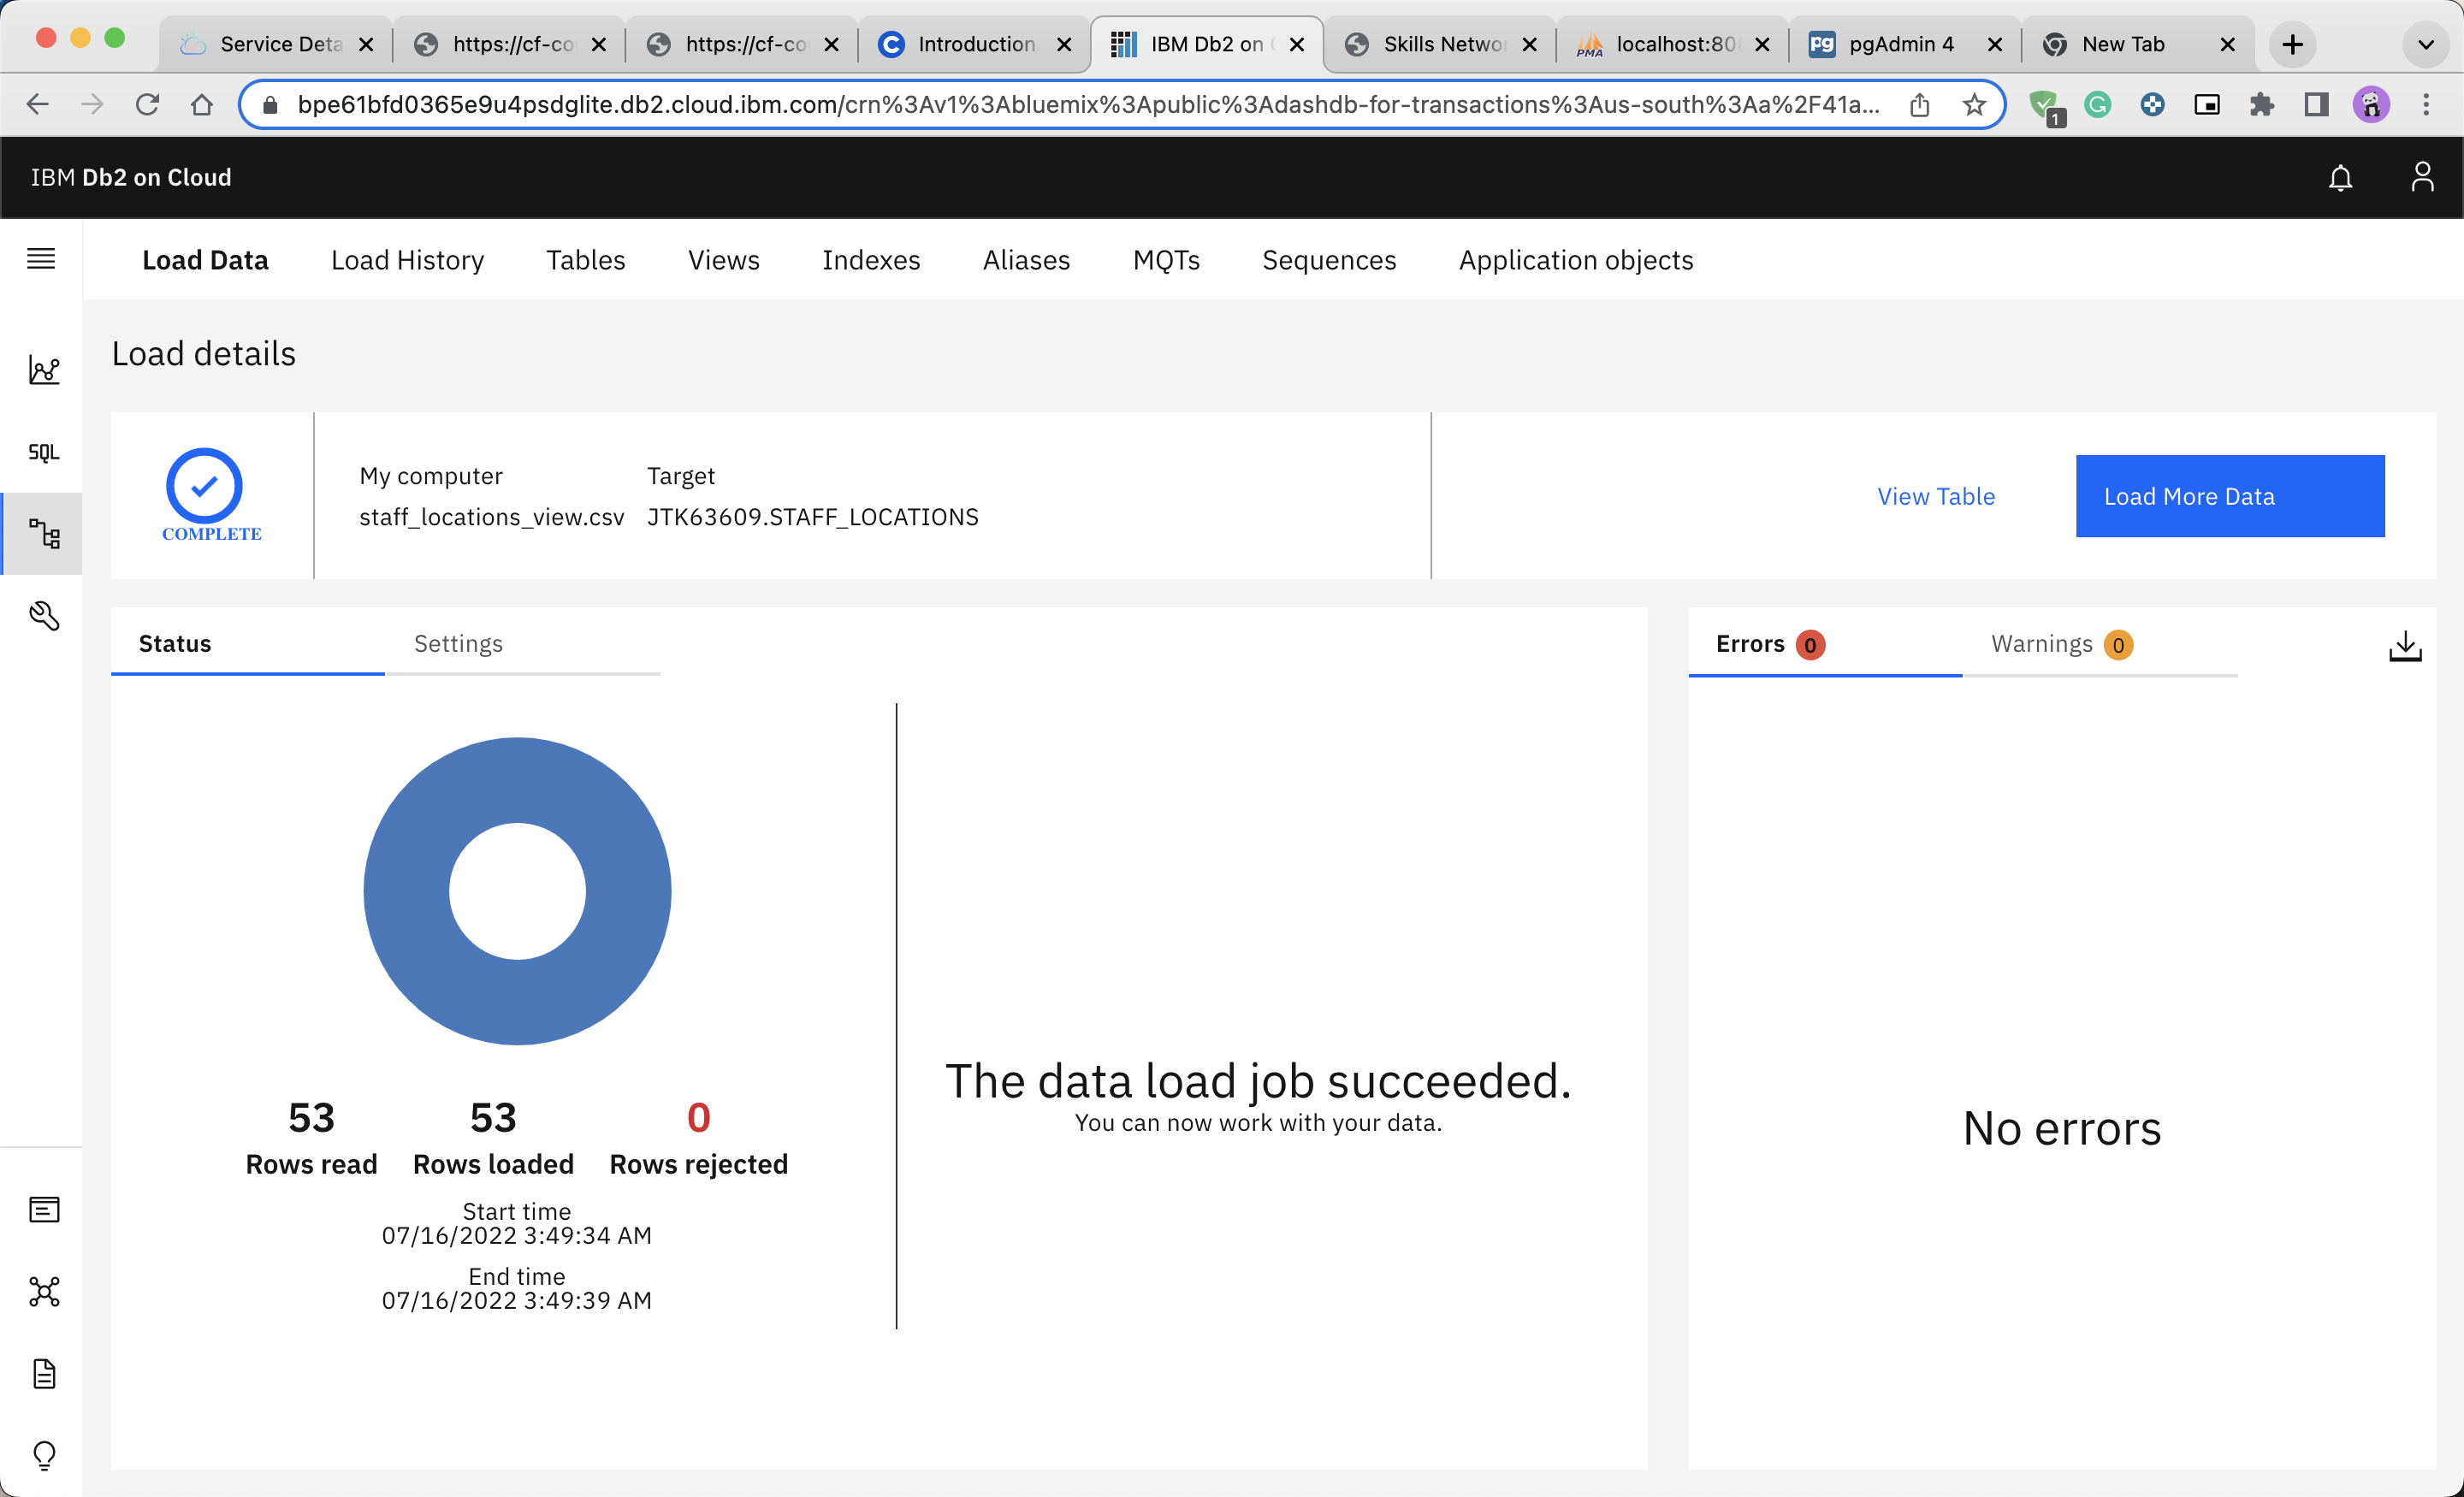 Service Deta
https://cf-co
https://cf-co
Introduction
IBM Db2 on
Skills Networ
PMA
localhost:80
pg
pgAdmin 4
New Tab
bpe61bfd0365e9u4psdglite.db2.cloud.ibm.com/crn%3Av1%3Abluemix%3Apublic%3Adashdb-for-transactions%3Aus-south%3Aa%2F41a...
1
IBM Db2 on Cloud
Load Data
Load History
Tables
Views
Indexes
Aliases
MQTs
Sequences
Application objects
SQL
Load details
COMPLETE
My computer
staff_locations_view.csv
Target
JTK63609.STAFF_LOCATIONS
View Table
Load More Data
Status
Settings
53
Rows read
53
Rows loaded
0
Rows rejected
Start time
07/16/2022 3:49:34 AM
End time
07/16/2022 3:49:39 AM
The data load job succeeded.
You can now work with your data.
Errors 0
Warnings 0
No errors